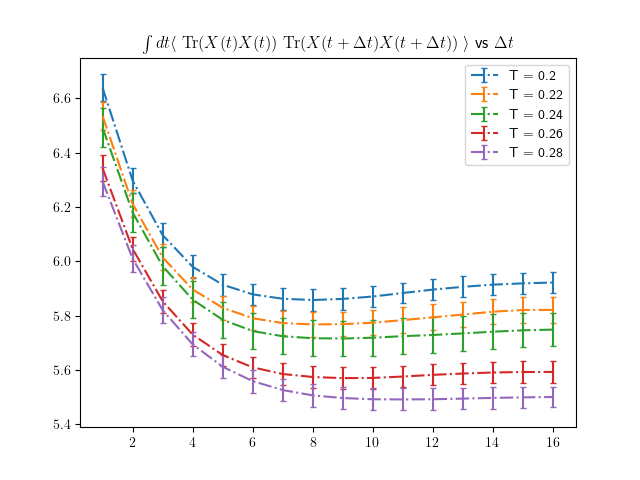 ∫ dt⟨ Tr(X(t)X(t)) Tr(X(t + Δt)X(t + Δt)) ⟩ vs Δt
T = 0.2
T = 0.22
T = 0.24
T = 0.26
T = 0.28
6.6
6.4
6.2
6.0
5.8
5.6
5.4
2 4 6 8 10 12 14 16